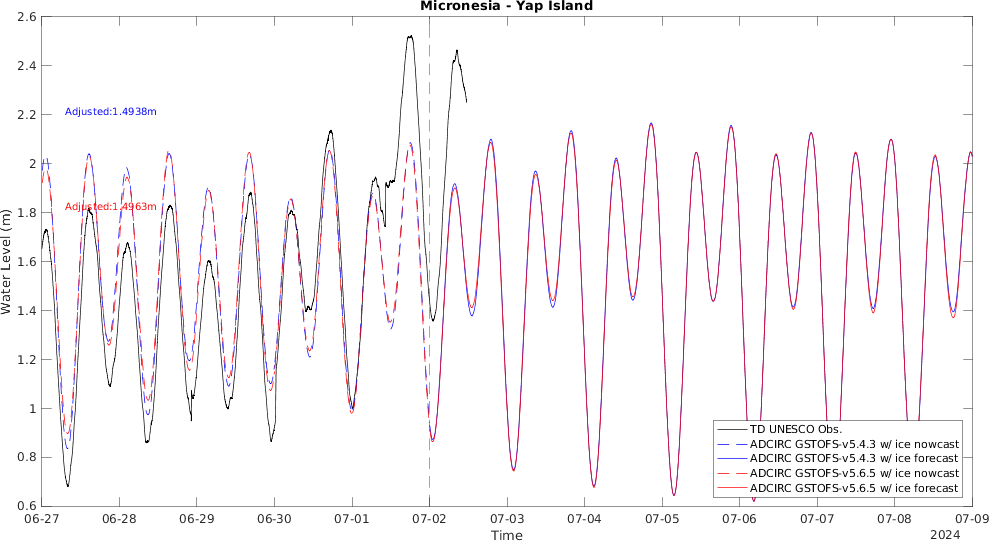 Micronesia - Yap Island
2.6
2.4
2.2
2
1.8
1.6
1.4
1.2
1
0.8
0.6
Water Level (m)
Adjusted:1.4938m
Adjusted:1.4963m
TD UNESCO Obs.
ADCIRC GSTOFS-v5.4.3 w/ ice nowcast
ADCIRC GSTOFS-v5.4.3 w/ ice forecast
ADCIRC GSTOFS-v5.6.5 w/ ice nowcast
ADCIRC GSTOFS-v5.6.5 w/ ice forecast
06-27 06-28 06-29 06-30 07-01 07-02 07-03 07-04 07-05 07-06 07-07 07-08 07-09
Time
2024